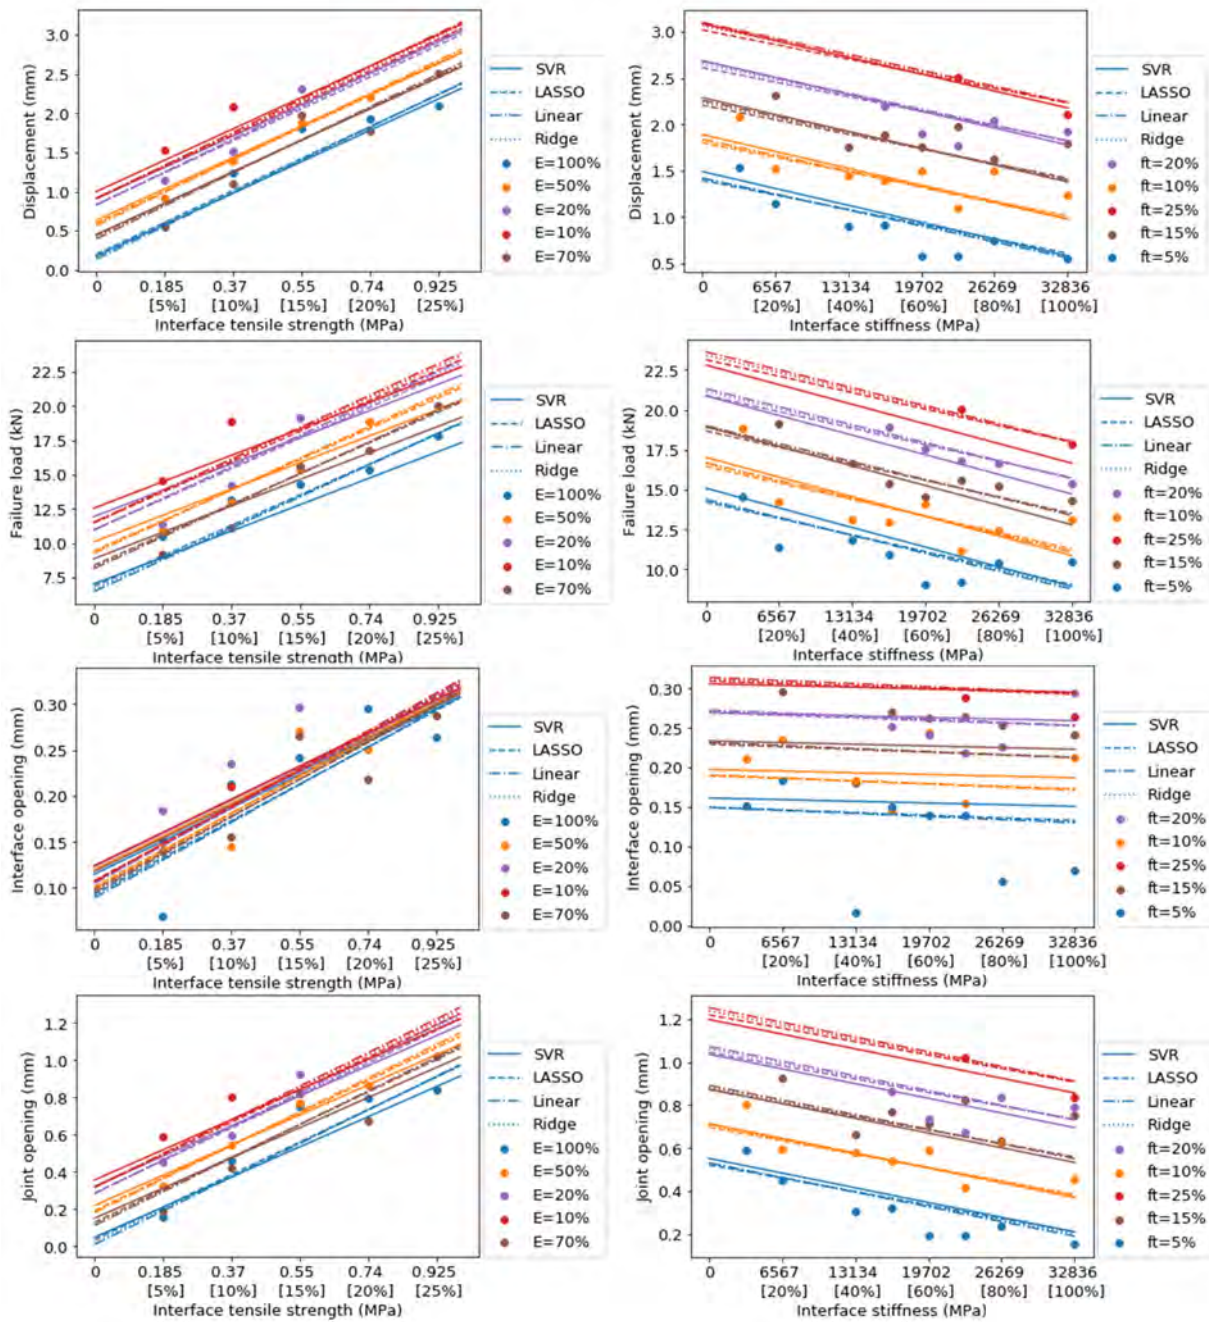 Displacement (mm)
3.0
2.5
2.0
1.5
1.0
0.5
0.0
0 0.185 0.37 0.55 0.74 0.925
[5%] [10%] [15%] [20%] [25%]
Interface tensile strength (MPa)
SVR
LASSO
Linear
Ridge
E=100%
E=50%
E=20%
E=10%
E=70%
Displacement (mm)
3.0
2.5
2.0
1.5
1.0
0.5
0 6567 13134 19702 26269 32836
[20%] [40%] [60%] [80%] [100%]
Interface stiffness (MPa)
SVR
LASSO
Linear
Ridge
ft=20%
ft=10%
ft=25%
ft=15%
ft=5%
Failure load (kN)
22.5
20.0
17.5
15.0
12.5
10.0
7.5
0 0.185 0.37 0.55 0.74 0.925
[5%] [10%] [15%] [20%] [25%]
Interface tensile strength (MPa)
SVR
LASSO
Linear
Ridge
E=100%
E=50%
E=20%
E=10%
E=70%
Failure load (kN)
22.5
20.0
17.5
15.0
12.5
10.0
0 6567 13134 19702 26269 32836
[20%] [40%] [60%] [80%] [100%]
Interface stiffness (MPa)
SVR
LASSO
Linear
Ridge
ft=20%
ft=10%
ft=25%
ft=15%
ft=5%
Interface opening (mm)
0.30
0.25
0.20
0.15
0.10
0 0.185 0.37 0.55 0.74 0.925
[5%] [10%] [15%] [20%] [25%]
Interface tensile strength (MPa)
SVR
LASSO
Linear
Ridge
E=100%
E=50%
E=20%
E=10%
E=70%
Interface opening (mm)
0.30
0.25
0.20
0.15
0.10
0.05
0.00
0 6567 13134 19702 26269 32836
[20%] [40%] [60%] [80%] [100%]
Interface stiffness (MPa)
SVR
LASSO
Linear
Ridge
ft=20%
ft=10%
ft=25%
ft=15%
ft=5%
Joint opening (mm)
1.2
1.0
0.8
0.6
0.4
0.2
0.0
0 0.185 0.37 0.55 0.74 0.925
[5%] [10%] [15%] [20%] [25%]
Interface tensile strength (MPa)
SVR
LASSO
Linear
Ridge
E=100%
E=50%
E=20%
E=10%
E=70%
Joint opening (mm)
1.2
1.0
0.8
0.6
0.4
0.2
0 6567 13134 19702 26269 32836
[20%] [40%] [60%] [80%] [100%]
Interface stiffness (MPa)
SVR
LASSO
Linear
Ridge
ft=20%
ft=10%
ft=25%
ft=15%
ft=5%